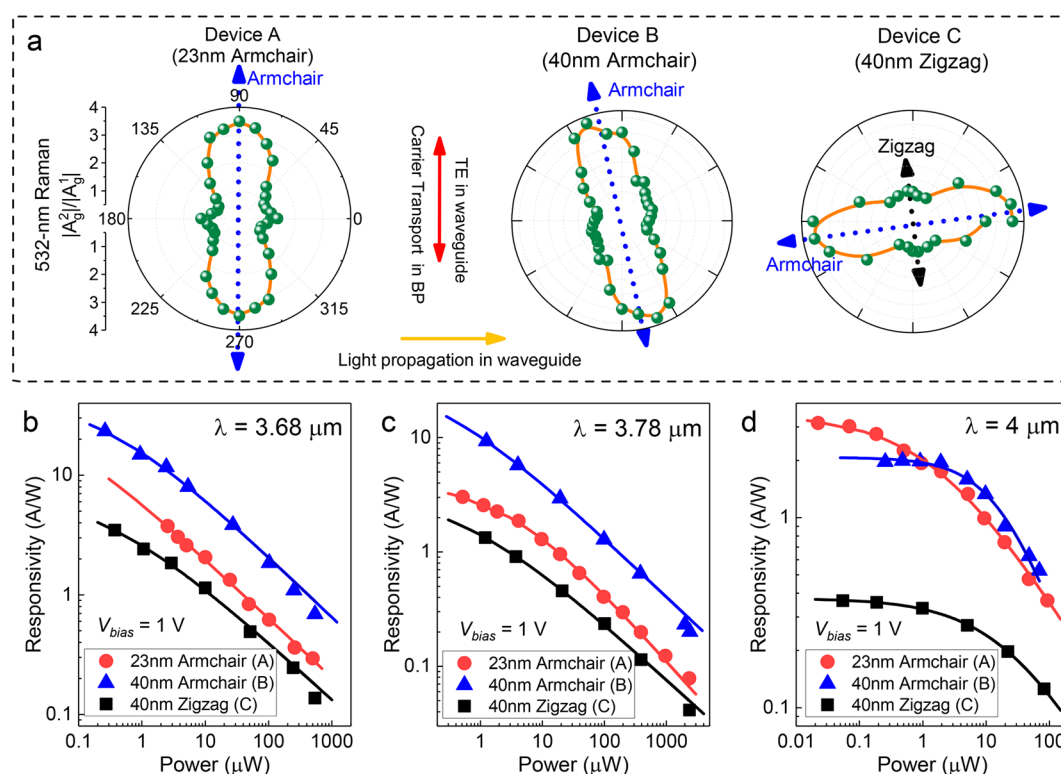 a
Device A
(23nm Armchair)
Armchair
532-nm Raman
|A_g^2|/|A_g^1|
4
3
2
1
1
2
3
4
90
135
45
180
0
225
315
270
TE in waveguide
Carrier Transport in BP
Light propagation in waveguide
Device B
(40nm Armchair)
Armchair
Device C
(40nm Zigzag)
Zigzag
Armchair
b
λ = 3.68 μm
Responsivity (A/W)
10
1
0.1
V_bias = 1 V
23nm Armchair (A)
40nm Armchair (B)
40nm Zigzag (C)
0.1 1 10 100 1000
Power (μW)
c
λ = 3.78 μm
Responsivity (A/W)
10
1
0.1
V_bias = 1 V
23nm Armchair (A)
40nm Armchair (B)
40nm Zigzag (C)
1 10 100 1000
Power (μW)
d
λ = 4 μm
Responsivity (A/W)
1
0.1
V_bias = 1 V
23nm Armchair (A)
40nm Armchair (B)
40nm Zigzag (C)
0.01 0.1 1 10 100
Power (μW)